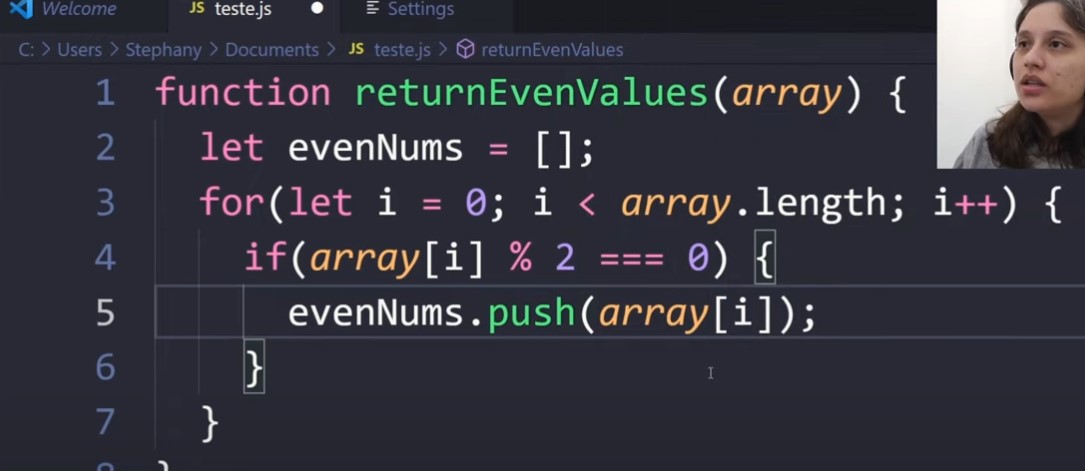 Welcome JS teste.js Settings
C: > Users > Stephany > Documents > JS teste.js > returnEvenValues
1 function returnEvenValues(array) {
2 let evenNums = [];
3 for(let i = 0; i < array.length; i++) {
4 if(array[i] % 2 === 0) {
5 evenNums.push(array[i]);
6 }
7 }
8 }